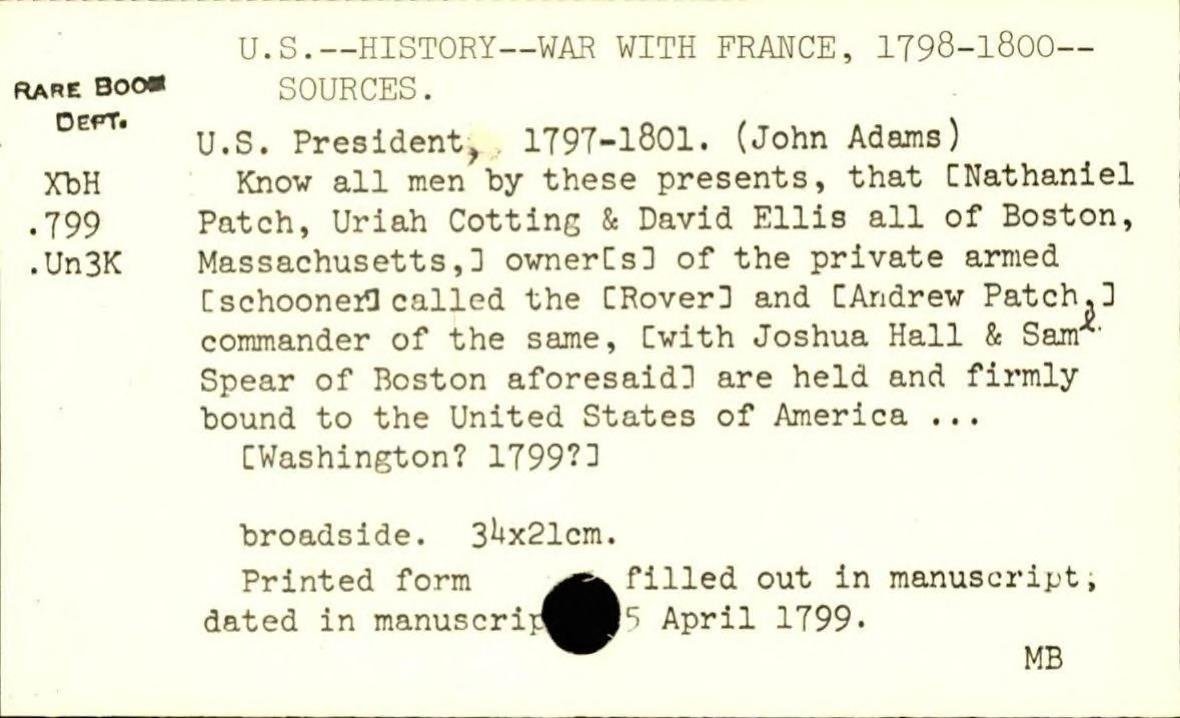 U.S.--HISTORY--WAR WITH FRANCE, 1798-1800--
SOURCES.
RARE BOOK
DEPT.
U.S. President, 1797-1801. (John Adams)
XbH
.799
.Un3K
Know all men by these presents, that [Nathaniel
Patch, Uriah Cotting & David Ellis all of Boston,
Massachusetts,] owner[s] of the private armed
[schooner] called the [Rover] and [Andrew Patch,]
commander of the same, [with Joshua Hall & Saml.
Spear of Boston aforesaid] are held and firmly
bound to the United States of America ...
[Washington? 1799?]
broadside. 34x21cm.
Printed form filled out in manuscript;
dated in manuscrip 5 April 1799.
MB